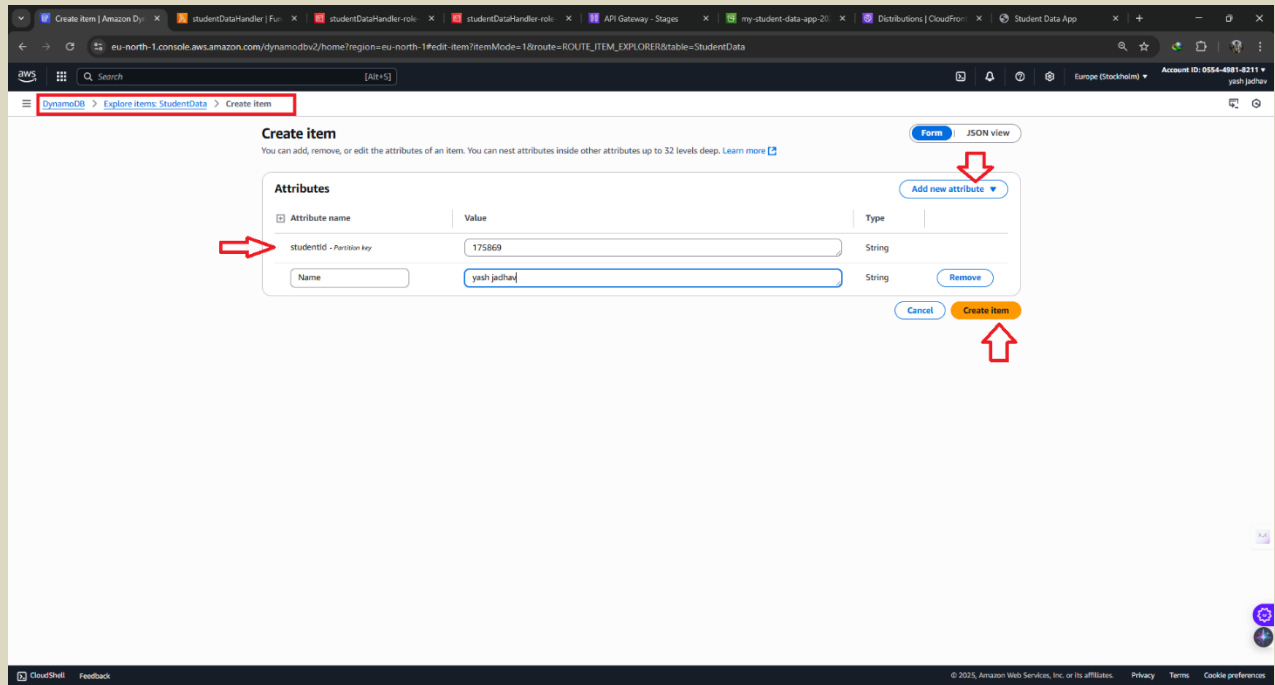 Create item | Amazon Dyn
studentDataHandler | Fun
studentDataHandler-role-
studentDataHandler-role-
API Gateway - Stages
my-student-data-app-20
Distributions | CloudFront
Student Data App
eu-north-1.console.aws.amazon.com/dynamodbv2/home?region=eu-north-1#edit-item?itemMode=1&route=ROUTE_ITEM_EXPLORER&table=StudentData
aws
Search [Alt+S]
Europe (Stockholm)
Account ID: 0554-4981-8211
yash jadhav
DynamoDB > Explore items: StudentData > Create item
Create item
Form JSON view
You can add, remove, or edit the attributes of an item. You can nest attributes inside other attributes up to 32 levels deep. Learn more
Attributes
Add new attribute
Attribute name Value Type
studentId - Partition key 175869 String
Name yash jadhav String Remove
Cancel Create item
CloudShell Feedback © 2025, Amazon Web Services, Inc. or its affiliates. Privacy Terms Cookie preferences